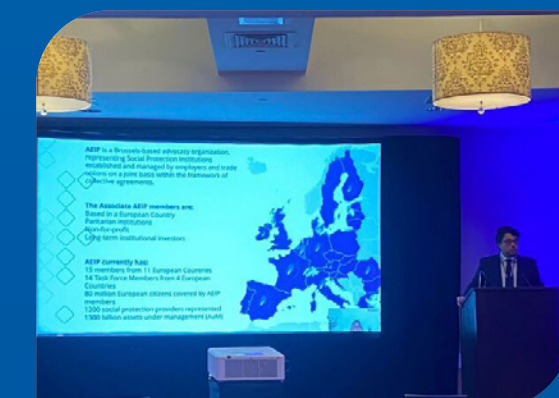 AEIP is a Brussels-based advocacy organization,
representing Social Protection Institutions
established and managed by employers and trade
unions on a joint basis within the framework of
collective agreements.
The Associate AEIP members are:
Based in a European Country
Paritarian Institutions
Non-for-profit
Long-term institutional investors
AEIP currently has:
15 members from 11 European Countries
14 Task Force Members from 4 European
Countries
80 million European citizens covered by AEIP
members
1200 social protection providers represented
1300 billion assets under management (AuM)